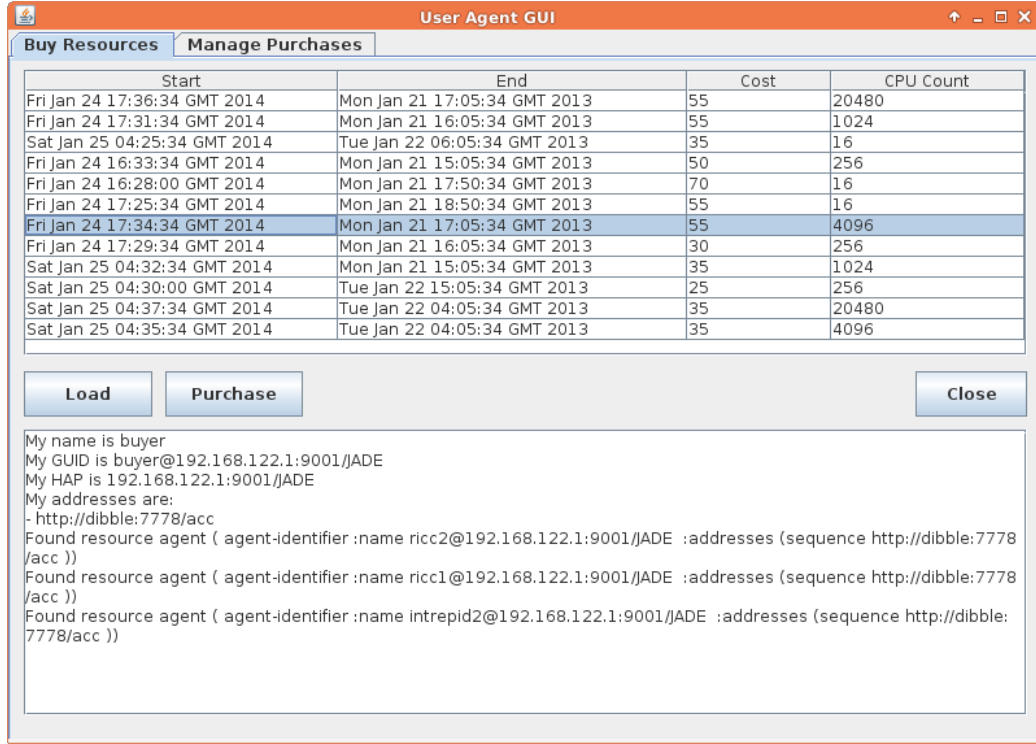 User Agent GUI
Buy Resources Manage Purchases
Start End Cost CPU Count
Fri Jan 24 17:36:34 GMT 2014 Mon Jan 21 17:05:34 GMT 2013 55 20480
Fri Jan 24 17:31:34 GMT 2014 Mon Jan 21 16:05:34 GMT 2013 55 1024
Sat Jan 25 04:25:34 GMT 2014 Tue Jan 22 06:05:34 GMT 2013 35 16
Fri Jan 24 16:33:34 GMT 2014 Mon Jan 21 15:05:34 GMT 2013 50 256
Fri Jan 24 16:28:00 GMT 2014 Mon Jan 21 17:50:34 GMT 2013 70 16
Fri Jan 24 17:25:34 GMT 2014 Mon Jan 21 18:50:34 GMT 2013 55 16
Fri Jan 24 17:34:34 GMT 2014 Mon Jan 21 17:05:34 GMT 2013 55 4096
Fri Jan 24 17:29:34 GMT 2014 Mon Jan 21 16:05:34 GMT 2013 30 256
Sat Jan 25 04:32:34 GMT 2014 Mon Jan 21 15:05:34 GMT 2013 35 1024
Sat Jan 25 04:30:00 GMT 2014 Tue Jan 22 15:05:34 GMT 2013 25 256
Sat Jan 25 04:37:34 GMT 2014 Tue Jan 22 04:05:34 GMT 2013 35 20480
Sat Jan 25 04:35:34 GMT 2014 Tue Jan 22 04:05:34 GMT 2013 35 4096
Load Purchase Close
My name is buyer
My GUID is buyer@192.168.122.1:9001/JADE
My HAP is 192.168.122.1:9001/JADE
My addresses are:
- http://dibble:7778/acc
Found resource agent ( agent-identifier :name ricc2@192.168.122.1:9001/JADE  :addresses (sequence http://dibble:7778
/acc ))
Found resource agent ( agent-identifier :name ricc1@192.168.122.1:9001/JADE  :addresses (sequence http://dibble:7778
/acc ))
Found resource agent ( agent-identifier :name intrepid2@192.168.122.1:9001/JADE  :addresses (sequence http://dibble:
7778/acc ))